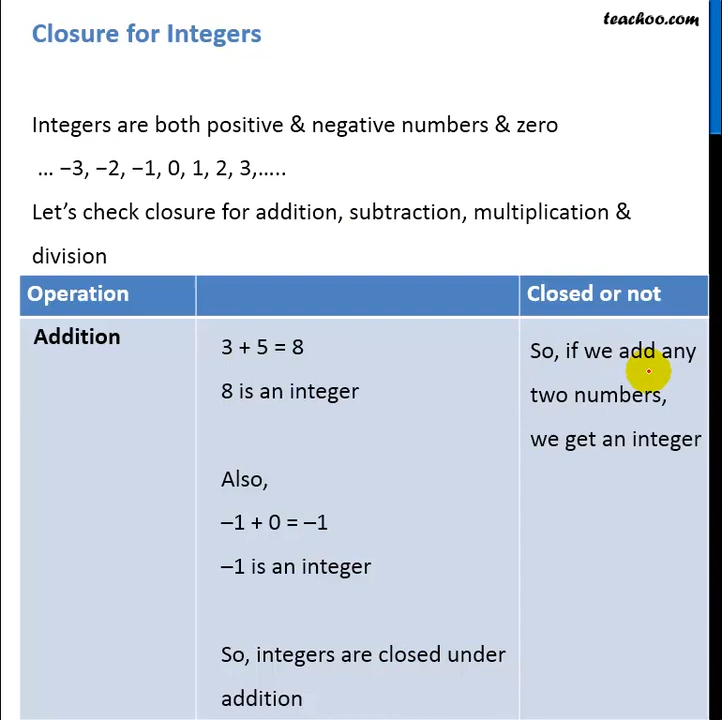 teachoo.com
Closure for Integers
Integers are both positive & negative numbers & zero
... −3, −2, −1, 0, 1, 2, 3,.....
Let’s check closure for addition, subtraction, multiplication &
division
Operation
Closed or not
Addition
3 + 5 = 8
8 is an integer
Also,
–1 + 0 = –1
–1 is an integer
So, integers are closed under
addition
So, if we add any
two numbers,
we get an integer